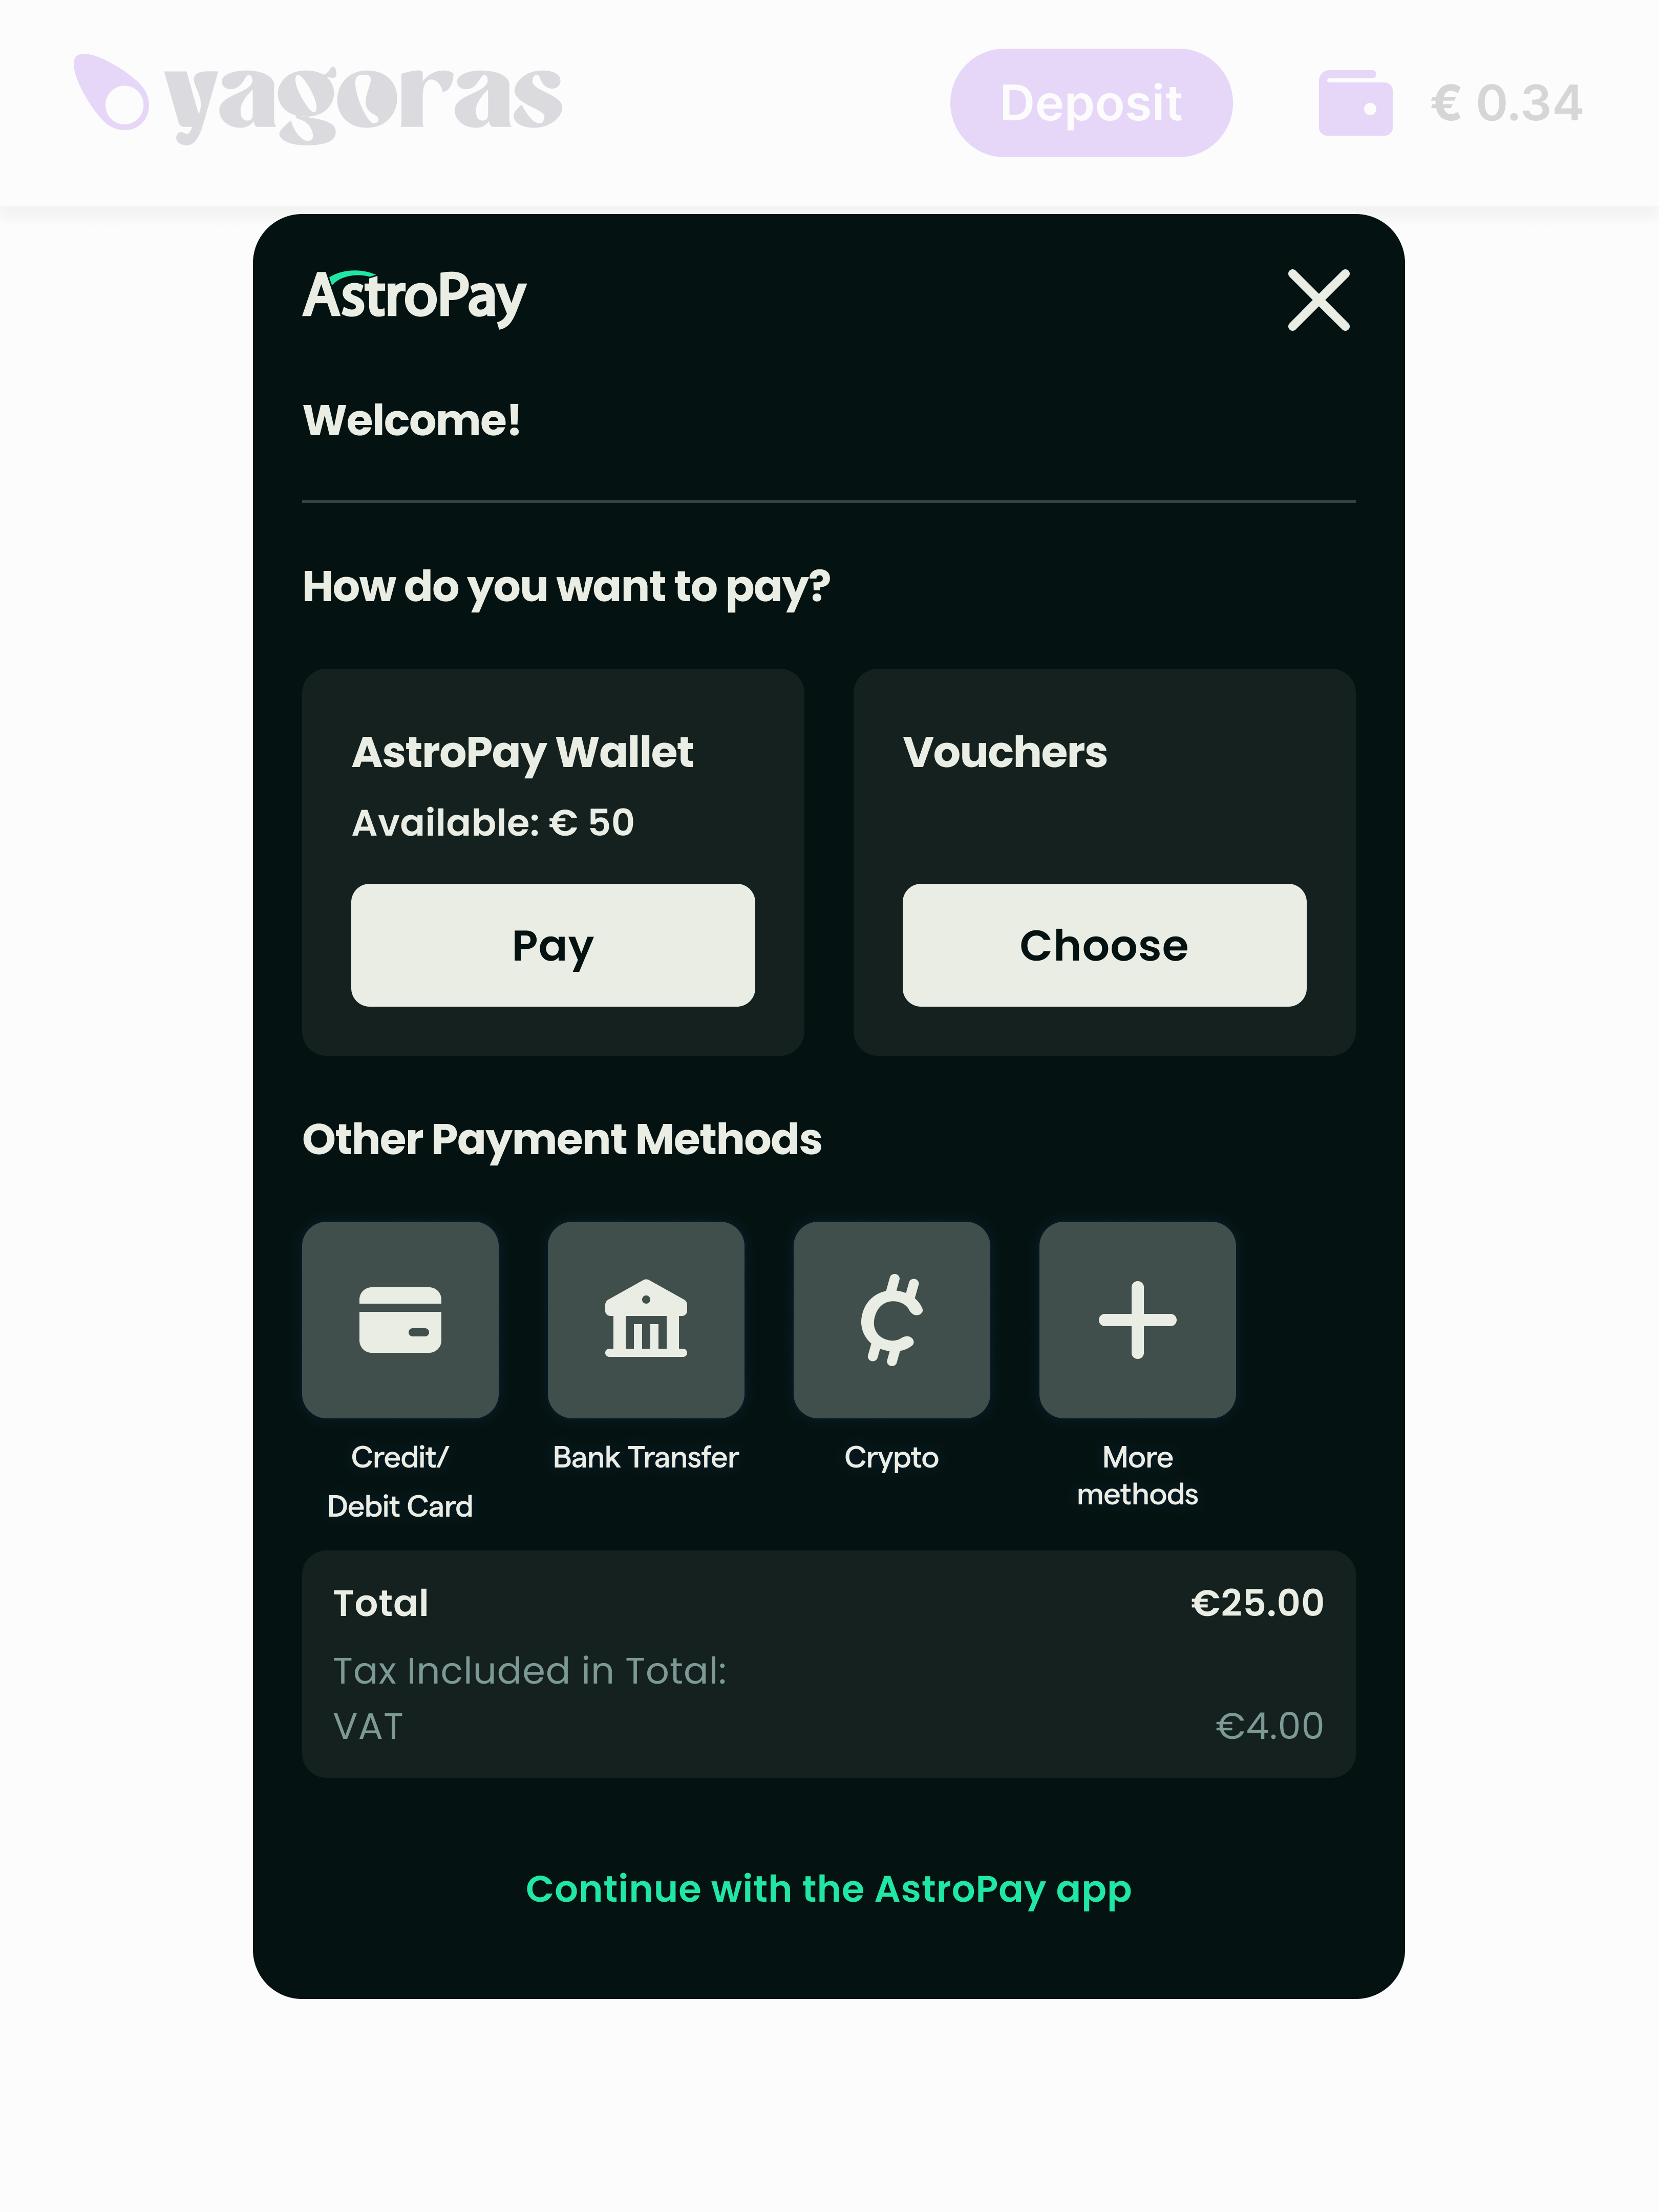 yagoras
Deposit
€ 0.34
AstroPay
Welcome!
How do you want to pay?
AstroPay Wallet
Available: € 50
Pay
Vouchers
Choose
Other Payment Methods
Credit/
Debit Card
Bank Transfer
Crypto
More
methods
Total €25.00
Tax Included in Total:
VAT €4.00
Continue with the AstroPay app